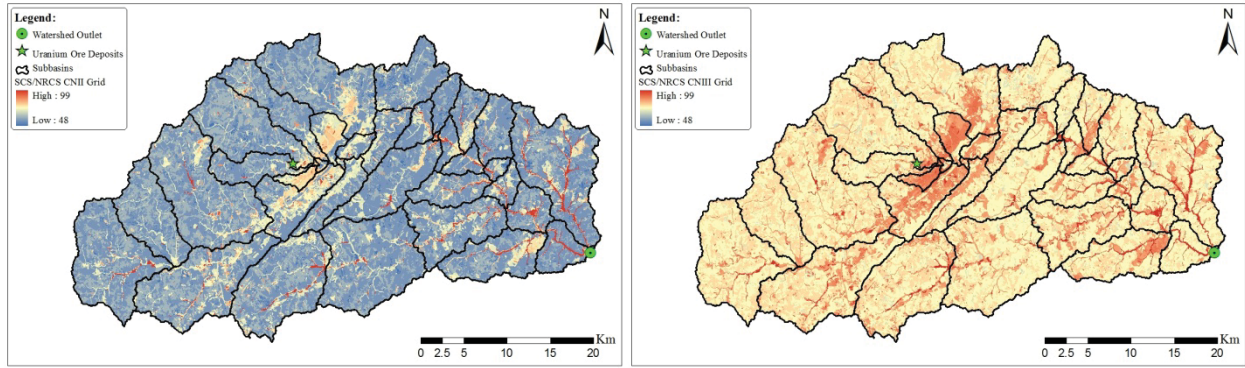 Legend:
Watershed Outlet
Uranium Ore Deposits
Subbasins
SCS/NRCS CNII Grid
High : 99
Low : 48
N
Km
0 2.5 5 10 15 20
Legend:
Watershed Outlet
Uranium Ore Deposits
Subbasins
SCS/NRCS CNIII Grid
High : 99
Low : 48
N
Km
0 2.5 5 10 15 20